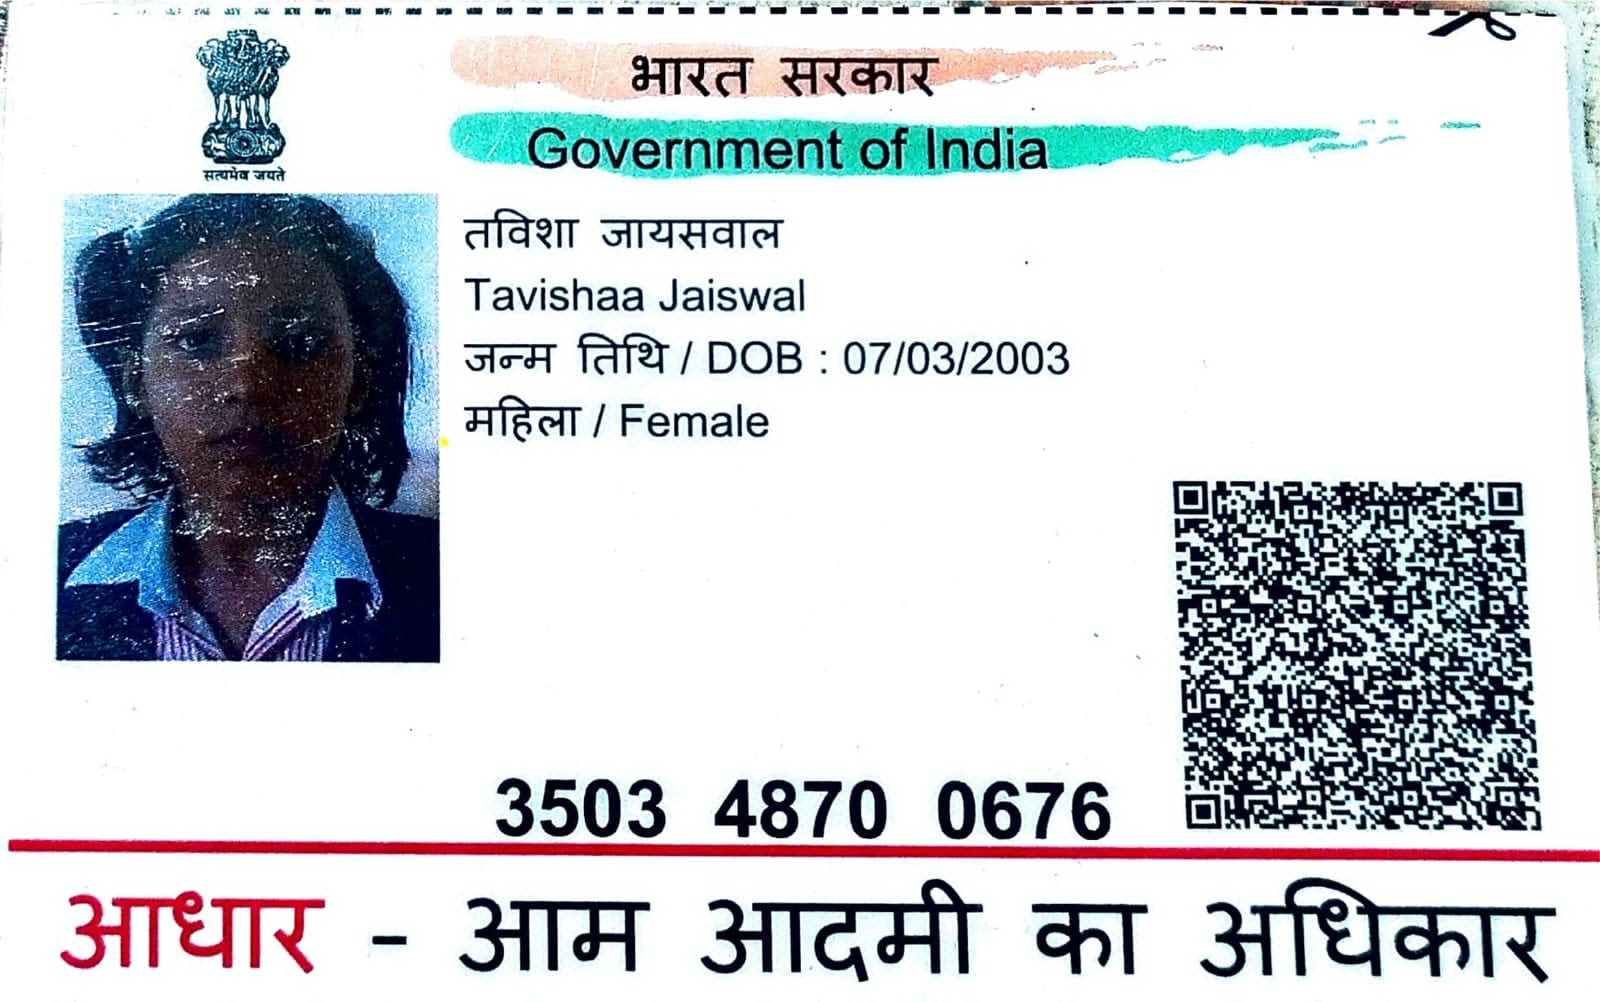 भारत सरकार
Government of India
सत्यमेव जयते
तविशा जायसवाल
Tavishaa Jaiswal
जन्म तिथि / DOB : 07/03/2003
महिला / Female
3503 4870 0676
आधार - आम आदमी का अधिकार